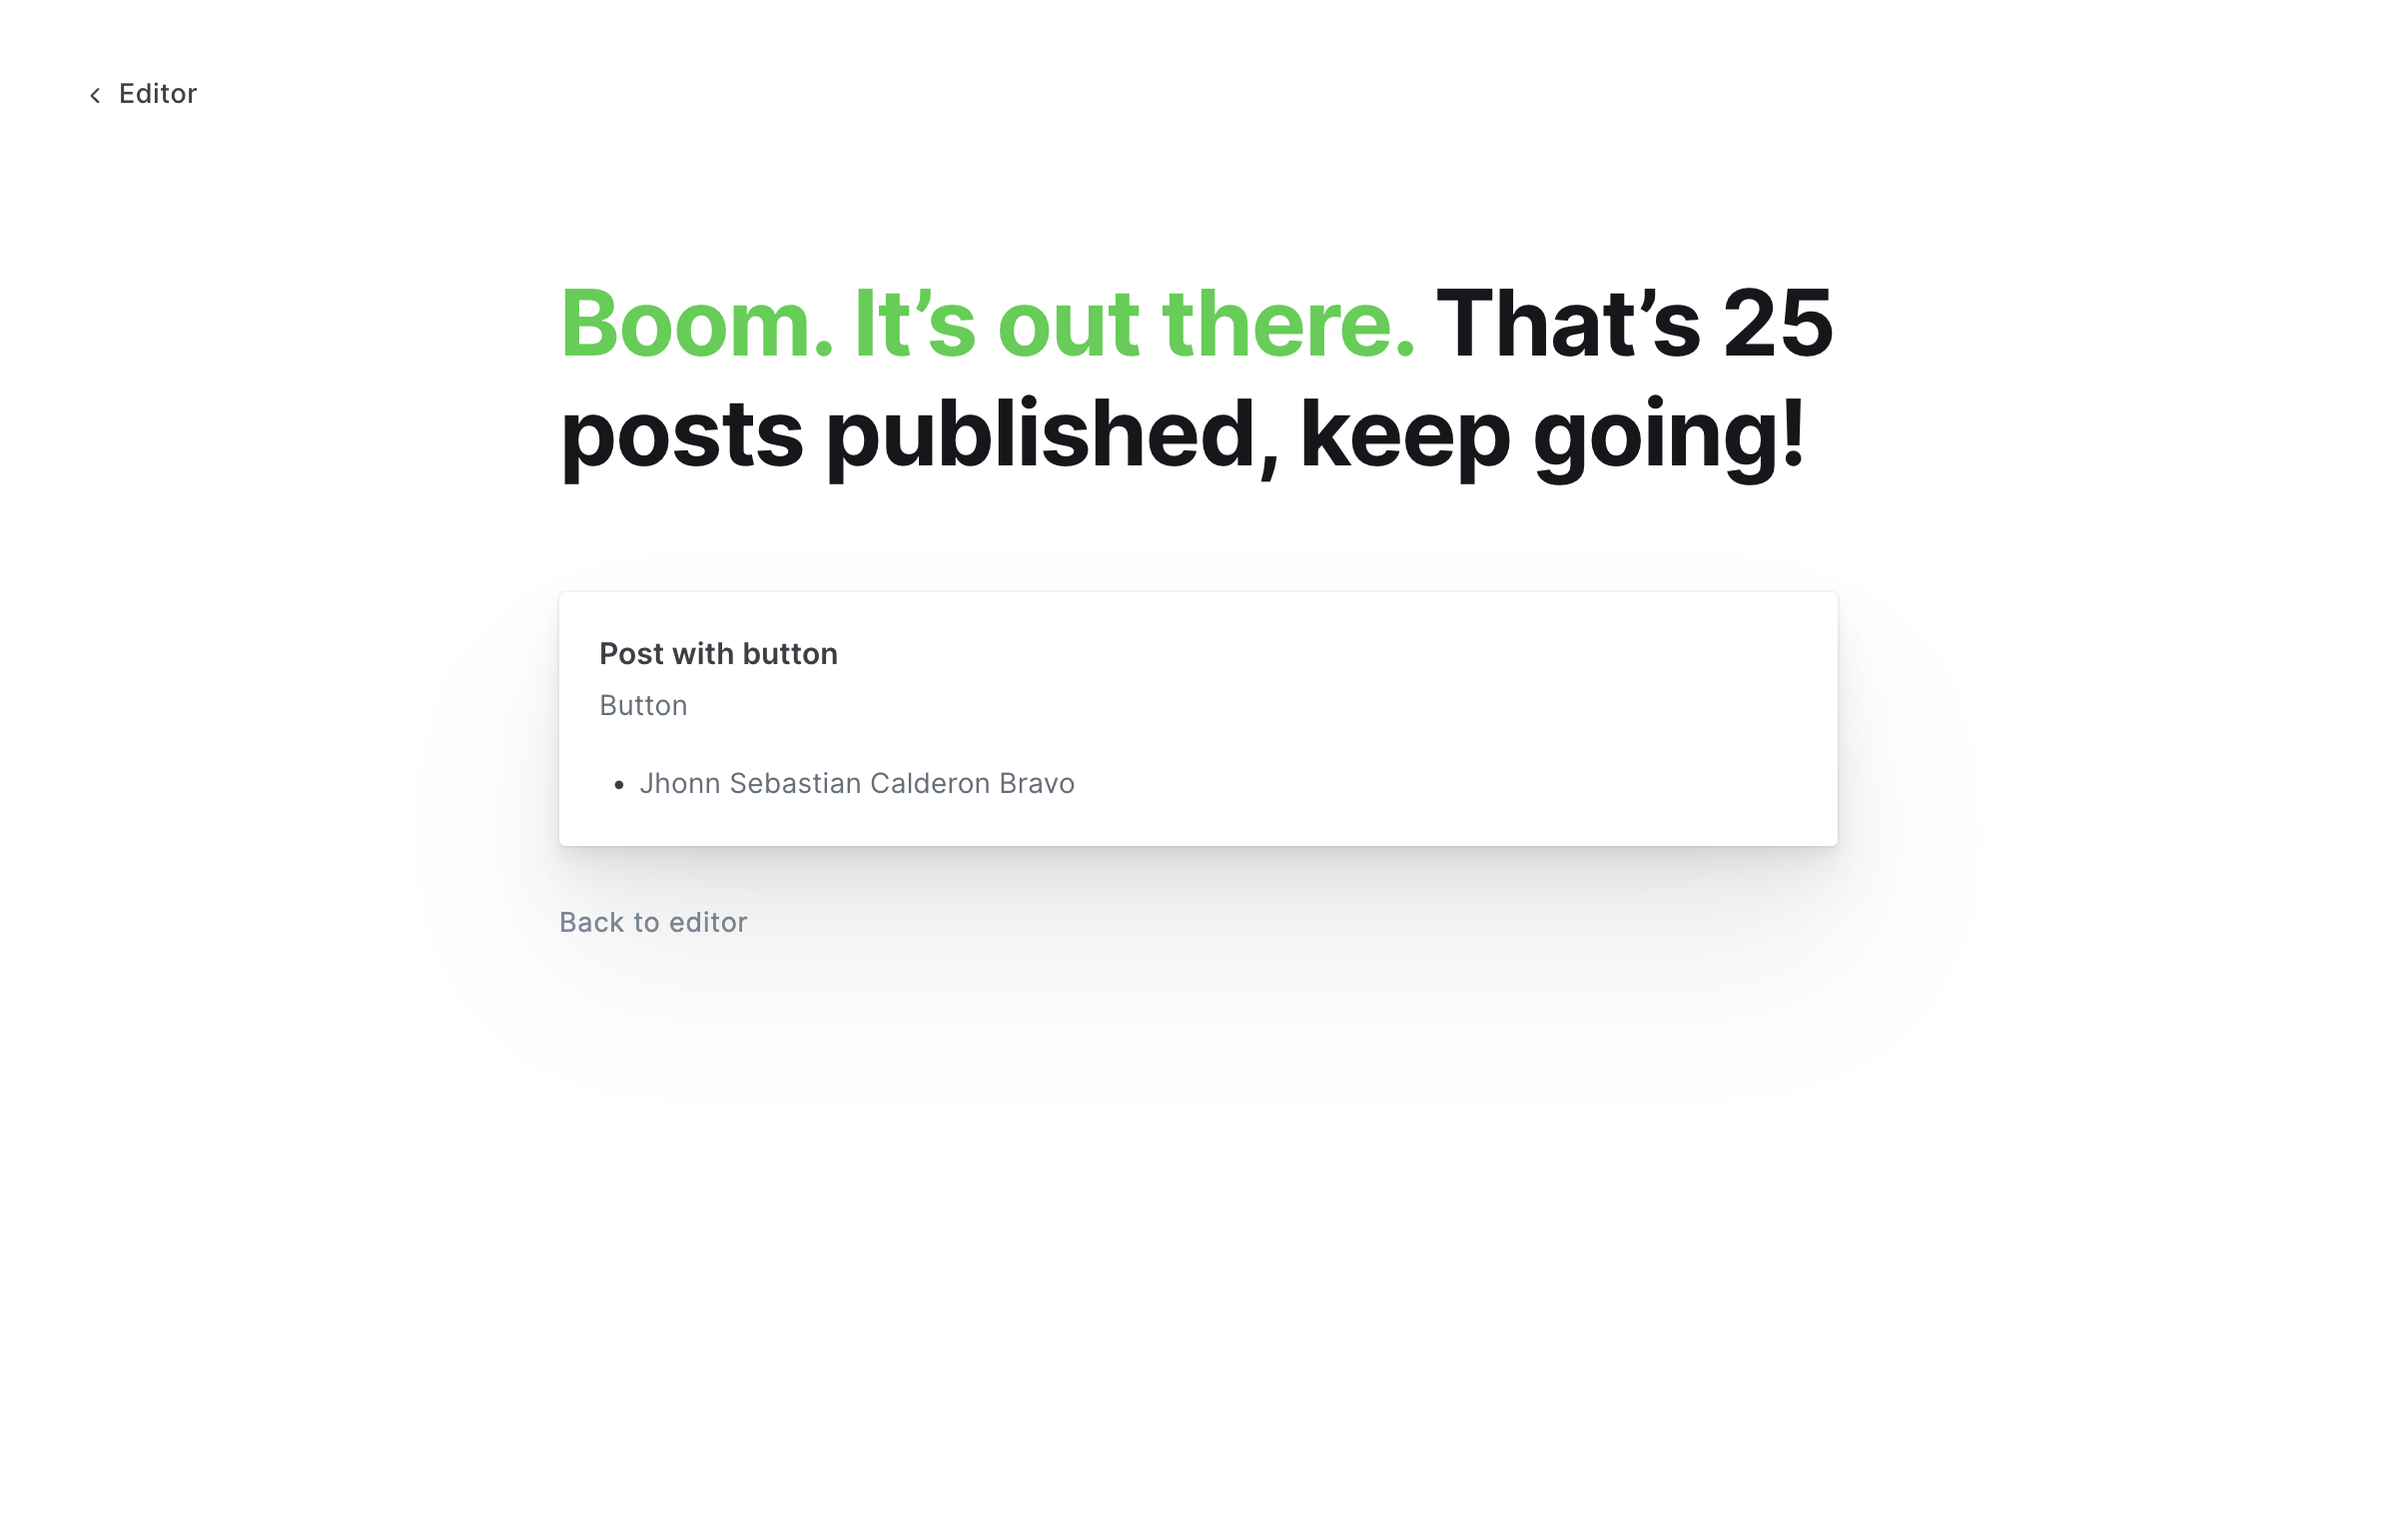 Editor
Boom. It’s out there. That’s 25
posts published, keep going!
Post with button
Button
Jhonn Sebastian Calderon Bravo
Back to editor